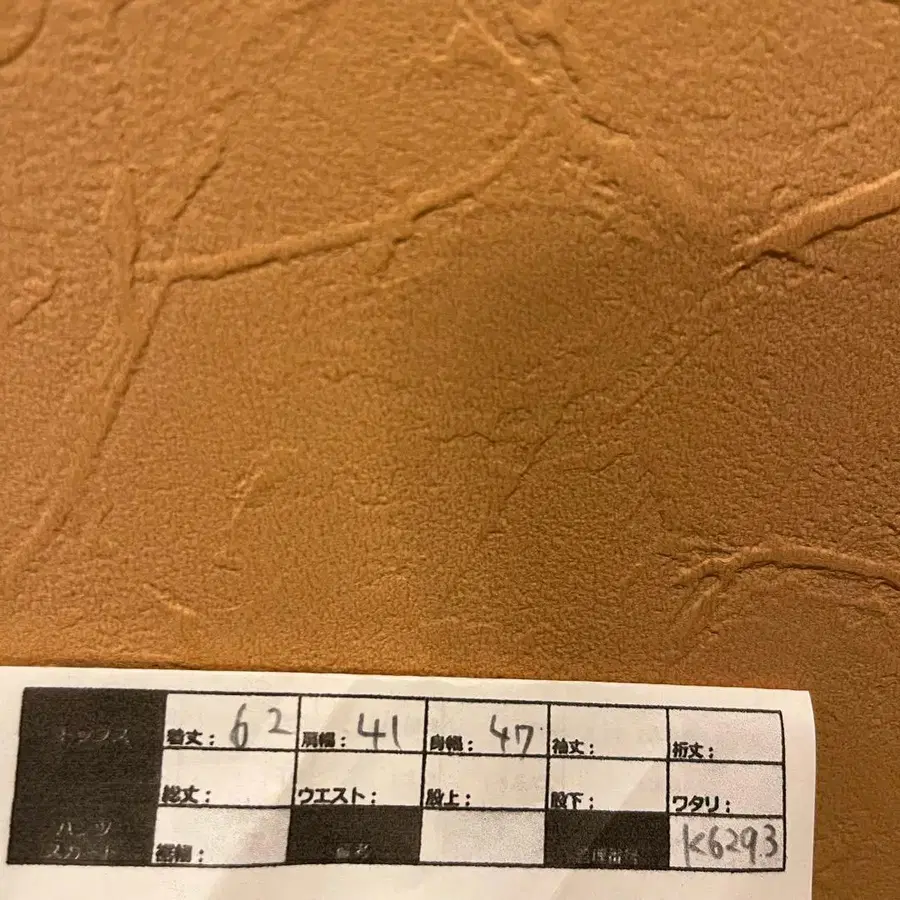 トップス 着丈: 62 肩幅: 41 身幅: 47 袖丈: 裄丈:
総丈: ウエスト: 股上: 股下: ワタリ:
パンツ
スカート 裾幅: 備考 管理番号 K6293